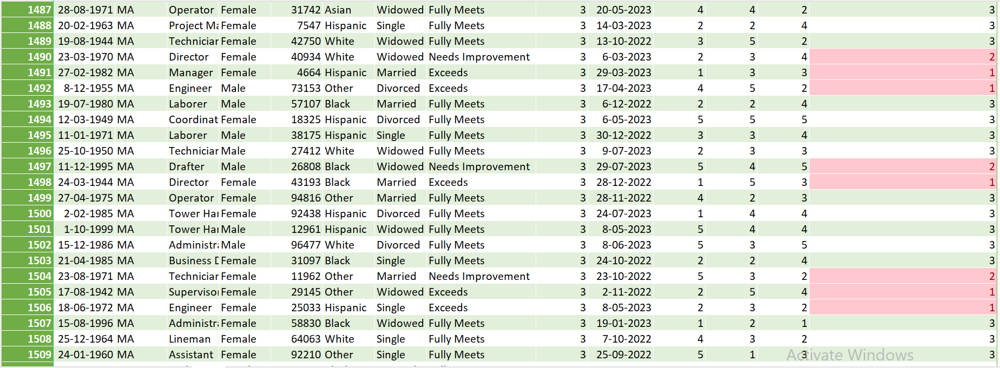 1487 28-08-1971 MA Operator Female 31742 Asian Widowed Fully Meets 3 20-05-2023 4 4 2 3
1488 20-02-1963 MA Project Ma Female 7547 Hispanic Single Fully Meets 3 14-03-2023 2 2 4 3
1489 19-08-1944 MA Technician Female 42750 White Widowed Fully Meets 3 13-10-2022 3 5 2 3
1490 23-03-1970 MA Director Female 40934 White Widowed Needs Improvement 3 6-03-2023 2 3 4 2
1491 27-02-1982 MA Manager Female 4664 Hispanic Married Exceeds 3 29-03-2023 1 3 3 1
1492 8-12-1955 MA Engineer Male 73153 Other Divorced Exceeds 3 17-04-2023 4 5 2 1
1493 19-07-1980 MA Laborer Male 57107 Black Married Fully Meets 3 6-12-2022 2 2 4 3
1494 12-03-1949 MA Coordinat Female 18325 Hispanic Divorced Fully Meets 3 6-05-2023 5 5 5 3
1495 11-01-1971 MA Laborer Male 38175 Hispanic Single Fully Meets 3 30-12-2022 3 3 4 3
1496 25-10-1950 MA Technician Male 27412 White Widowed Fully Meets 3 9-07-2023 2 3 3 3
1497 11-12-1995 MA Drafter Male 26808 Black Widowed Needs Improvement 3 29-07-2023 5 4 5 2
1498 24-03-1944 MA Director Female 43193 Black Married Exceeds 3 28-12-2022 1 5 3 1
1499 27-04-1975 MA Operator Female 94816 Other Married Fully Meets 3 28-11-2022 4 2 3 3
1500 2-02-1985 MA Tower Han Female 92438 Hispanic Divorced Fully Meets 3 24-07-2023 1 4 4 3
1501 1-10-1999 MA Tower Han Male 12961 Hispanic Widowed Fully Meets 3 8-05-2023 5 4 4 3
1502 15-12-1986 MA Administra Male 96477 White Divorced Fully Meets 3 8-06-2023 5 3 5 3
1503 21-04-1985 MA Business D Female 31097 Black Single Fully Meets 3 24-10-2022 2 2 4 3
1504 23-08-1971 MA Technician Female 11962 Other Married Needs Improvement 3 23-10-2022 5 3 2 2
1505 17-08-1942 MA Supervisor Female 29145 Other Widowed Exceeds 3 2-11-2022 2 5 4 1
1506 18-06-1972 MA Engineer Female 25033 Hispanic Single Exceeds 3 8-05-2023 2 3 2 1
1507 15-08-1996 MA Administra Female 58830 Black Widowed Fully Meets 3 19-01-2023 1 2 1 3
1508 25-12-1964 MA Lineman Female 64063 White Single Fully Meets 3 7-10-2022 4 3 2 3
1509 24-01-1960 MA Assistant Female 92210 Other Single Fully Meets 3 25-09-2022 5 1 3 3
Activate Windows